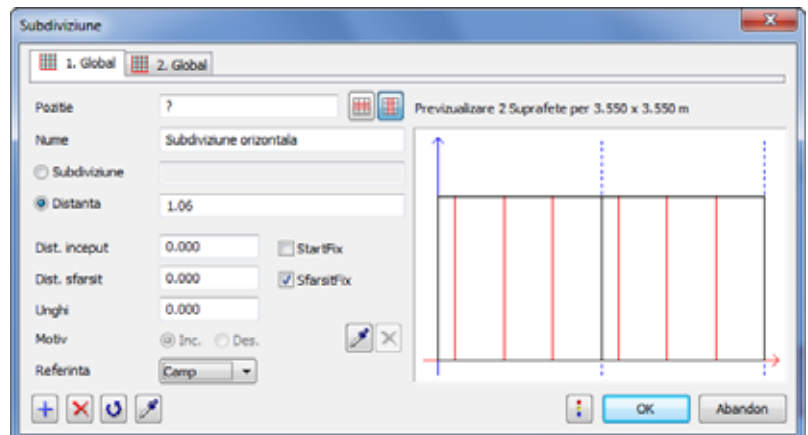 Subdiviziune
1. Global
2. Global
Pozitie ?
Previzualizare 2 Suprafete per 3.550 x 3.550 m
Nume Subdiviziune orizontala
Subdiviziune
Distanta 1.06
Dist. inceput 0.000 StartFix
Dist. sfarsit 0.000 SfarsitFix
Unghi 0.000
Motiv Inc. Des.
Referinta Camp
OK Abandon